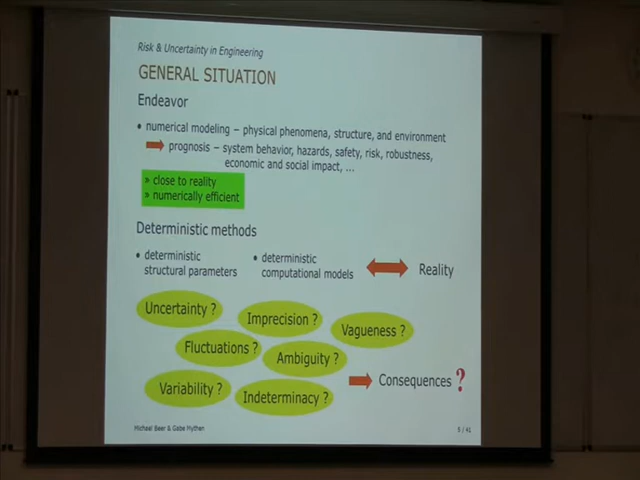 Risk & Uncertainty in Engineering
GENERAL SITUATION
Endeavor
• numerical modeling – physical phenomena, structure, and environment
prognosis – system behavior, hazards, safety, risk, robustness,
economic and social impact, ...
» close to reality
» numerically efficient
Deterministic methods
• deterministic
structural parameters
• deterministic
computational models
Reality
Uncertainty ?
Imprecision ?
Vagueness ?
Fluctuations ?
Ambiguity ?
Variability ?
Indeterminacy ?
Consequences ?
Michael Beer & Gabe Mythen
5 / 41